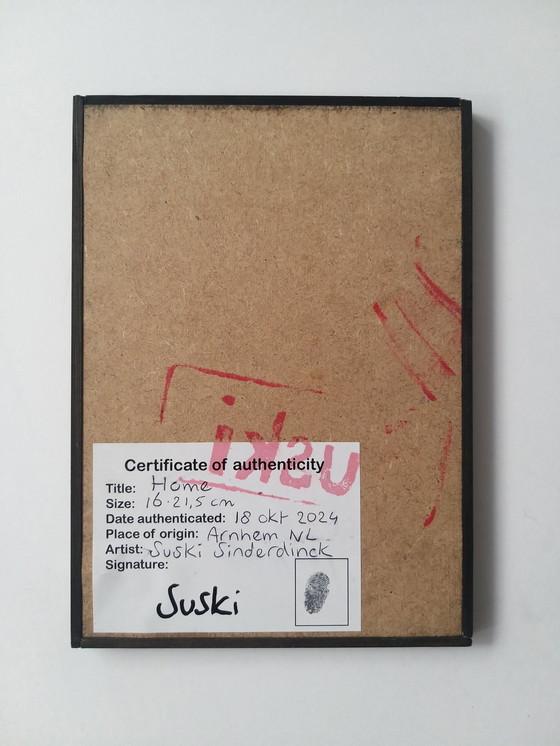 uski
Certificate of authenticity
Title: Home
Size: 16·21,5 cm
Date authenticated: 18 okt 2024
Place of origin: Arnhem NL
Artist: Suski Sinderdinck
Signature:
Suski